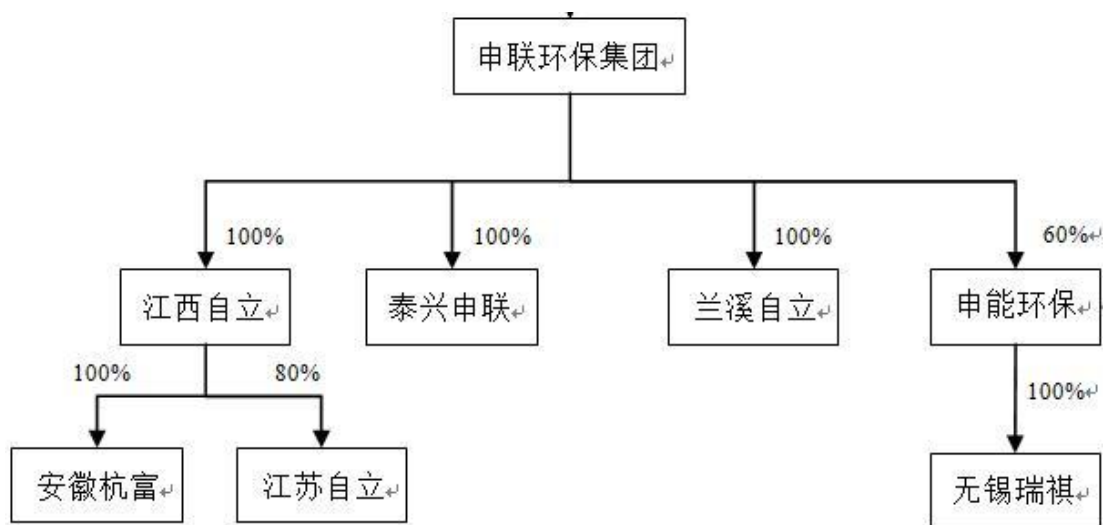 申联环保集团
100%
100%
100%
60%
江西自立
泰兴申联
兰溪自立
申能环保
100%
80%
100%
安徽杭富
江苏自立
无锡瑞祺